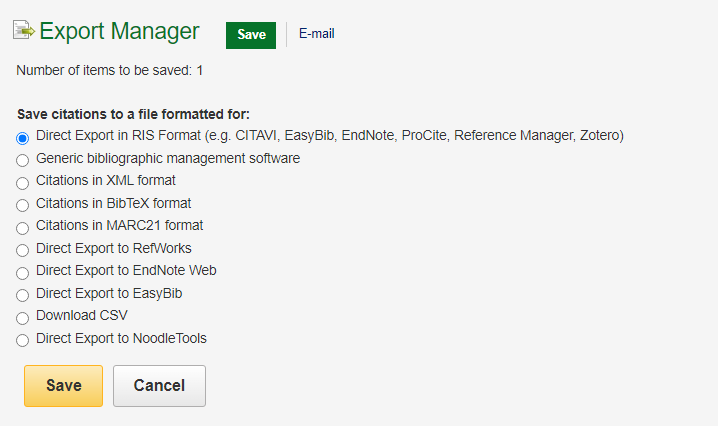 Export Manager Save E-mail
Number of items to be saved: 1
Save citations to a file formatted for:
Direct Export in RIS Format (e.g. CITAVI, EasyBib, EndNote, ProCite, Reference Manager, Zotero)
Generic bibliographic management software
Citations in XML format
Citations in BibTeX format
Citations in MARC21 format
Direct Export to RefWorks
Direct Export to EndNote Web
Direct Export to EasyBib
Download CSV
Direct Export to NoodleTools
Save Cancel